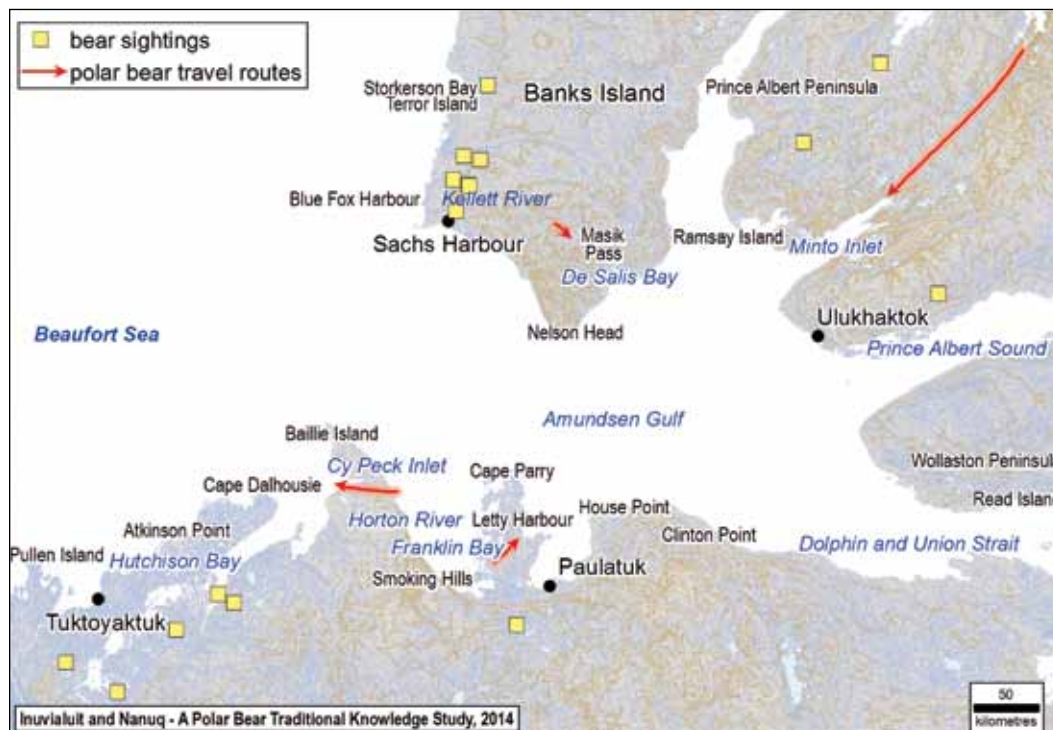 bear sightings
polar bear travel routes
Storkerson Bay
Terror Island
Banks Island
Prince Albert Peninsula
Blue Fox Harbour
Kellett River
Sachs Harbour
Masik
Pass
Ramsay Island
Minto Inlet
De Salis Bay
Nelson Head
Ulukhaktok
Beaufort Sea
Prince Albert Sound
Amundsen Gulf
Baillie Island
Cy Peck Inlet
Cape Parry
Wollaston Peninsul
Cape Dalhousie
Read Islan
House Point
Atkinson Point
Horton River
Letty Harbour
Clinton Point
Pullen Island
Hutchison Bay
Franklin Bay
Dolphin and Union Strait
Smoking Hills
Paulatuk
Tuktoyaktuk
50
kilometres
Inuvialuit and Nanuq - A Polar Bear Traditional Knowledge Study, 2014